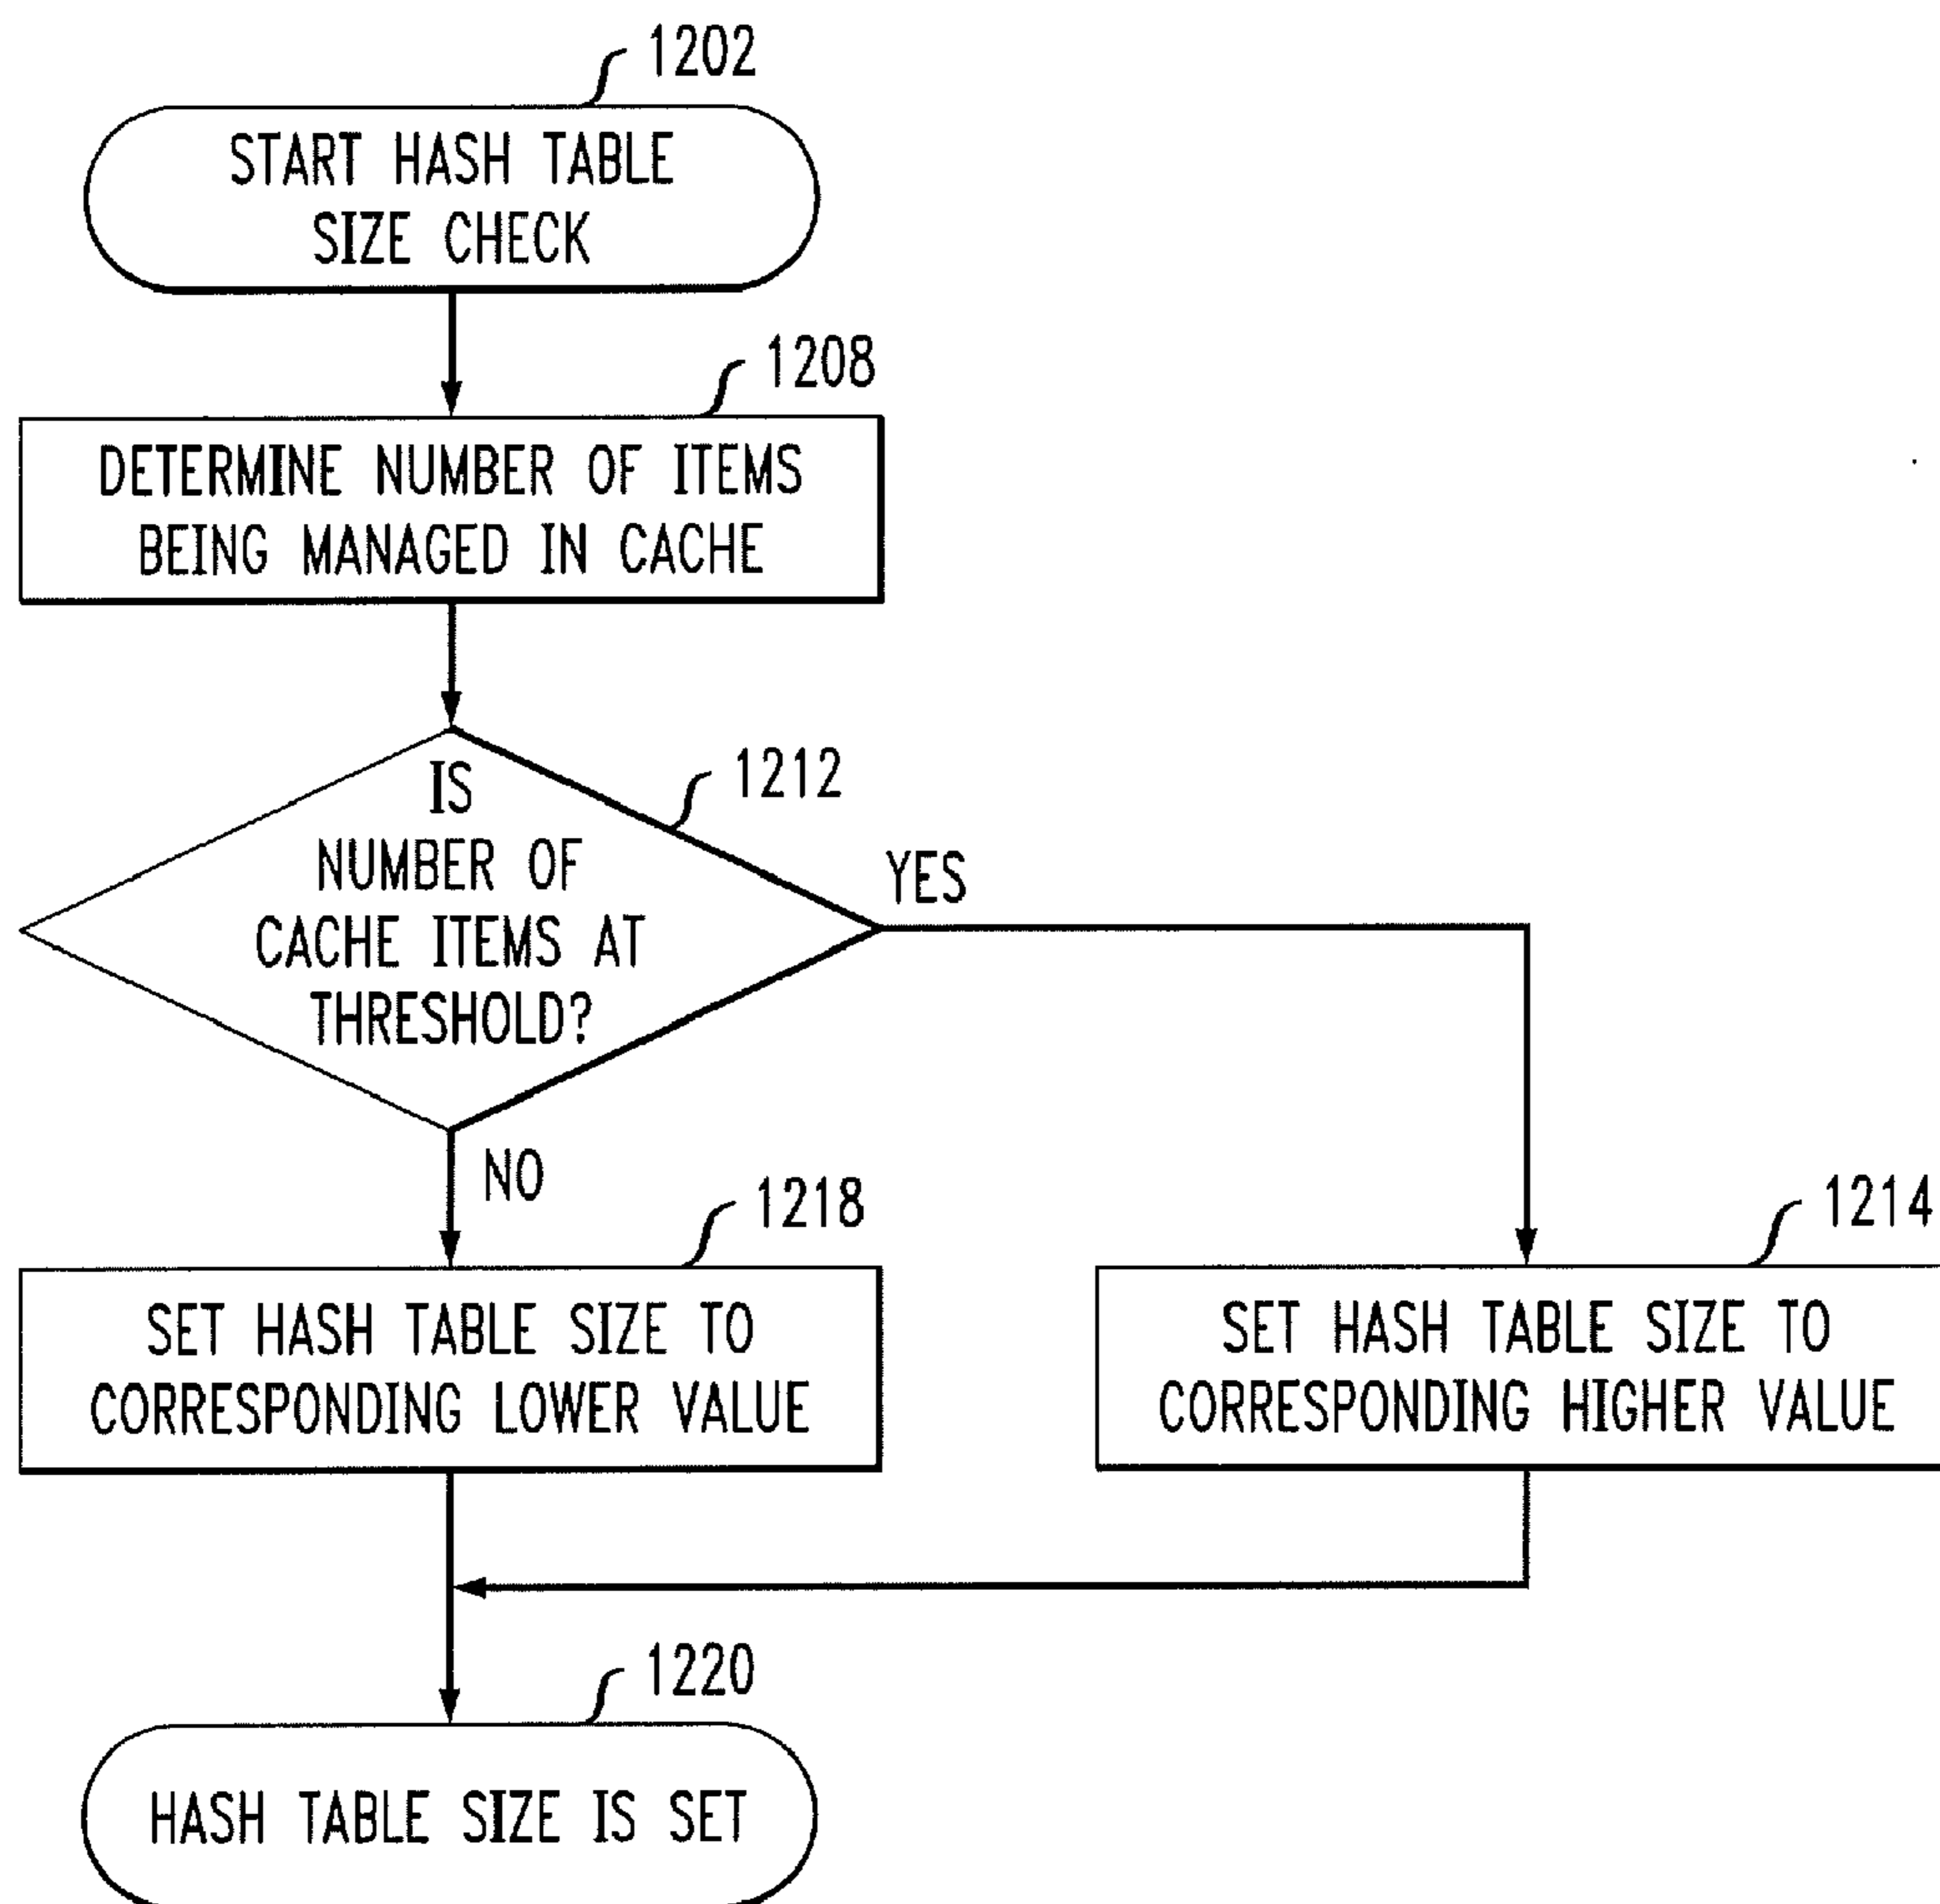 1202
START HASH TABLE
SIZE CHECK
1208
DETERMINE NUMBER OF ITEMS
BEING MANAGED IN CACHE
1212
IS
NUMBER OF
CACHE ITEMS AT
THRESHOLD?
YES
NO
1218
SET HASH TABLE SIZE TO
CORRESPONDING LOWER VALUE
1214
SET HASH TABLE SIZE TO
CORRESPONDING HIGHER VALUE
1220
HASH TABLE SIZE IS SET